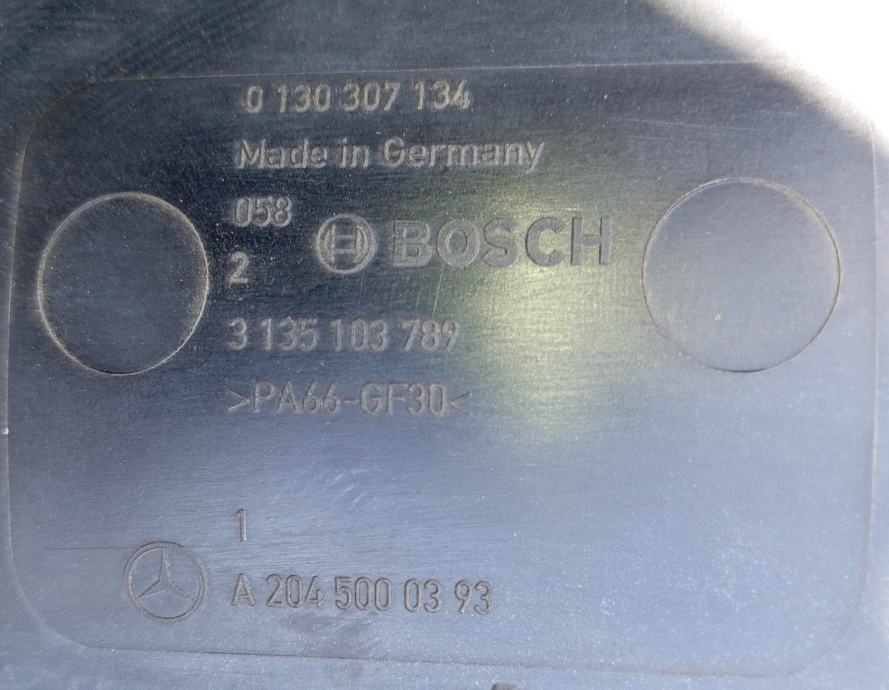 0 130 307 134
Made in Germany
058
BOSCH
2
3 135 103 789
>PA66-GF30<
1
A 204 500 03 93